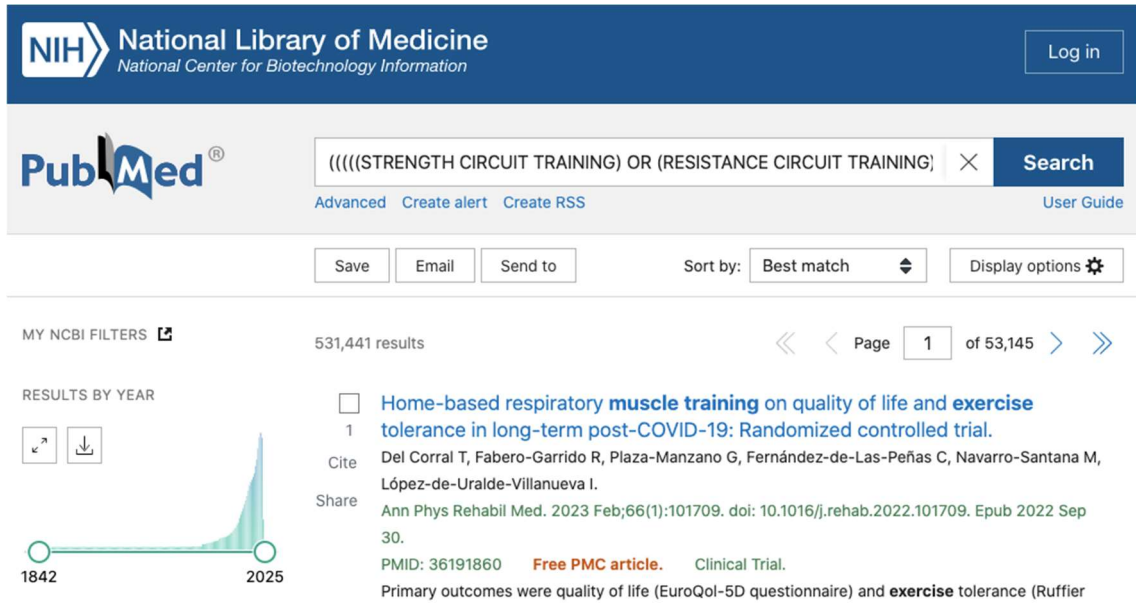 NIH
National Library of Medicine
National Center for Biotechnology Information
Log in
PubMed®
(((((STRENGTH CIRCUIT TRAINING) OR (RESISTANCE CIRCUIT TRAINING)
Search
Advanced Create alert Create RSS
User Guide
Save Email Send to
Sort by: Best match
Display options
MY NCBI FILTERS
531,441 results
Page 1 of 53,145
RESULTS BY YEAR
1842 2025
1
Cite
Share
Home-based respiratory muscle training on quality of life and exercise
tolerance in long-term post-COVID-19: Randomized controlled trial.
Del Corral T, Fabero-Garrido R, Plaza-Manzano G, Fernández-de-Las-Peñas C, Navarro-Santana M,
López-de-Uralde-Villanueva I.
Ann Phys Rehabil Med. 2023 Feb;66(1):101709. doi: 10.1016/j.rehab.2022.101709. Epub 2022 Sep
30.
PMID: 36191860 Free PMC article. Clinical Trial.
Primary outcomes were quality of life (EuroQol-5D questionnaire) and exercise tolerance (Ruffier